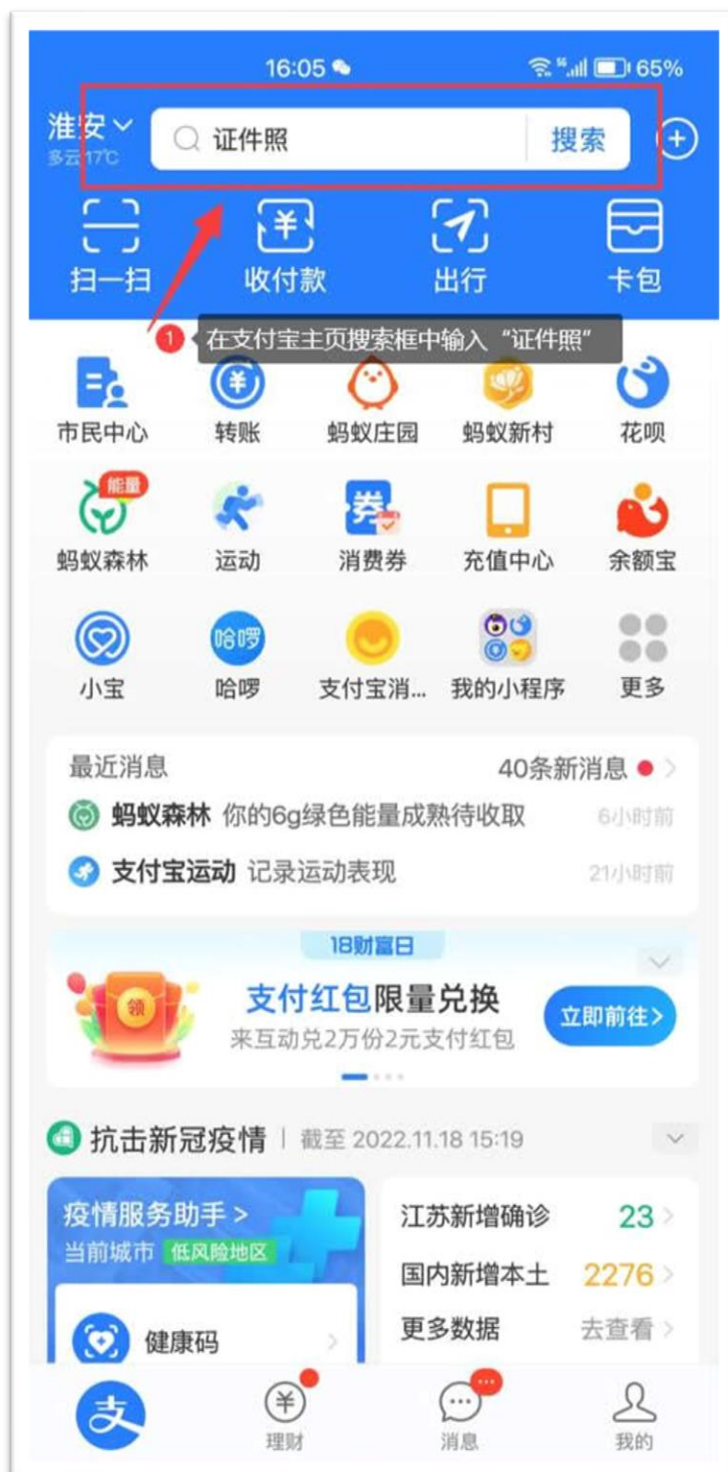 16:05 65%
淮安
多云 17℃
证件照 搜索
扫一扫 收付款 出行 卡包
1 在支付宝主页搜索框中输入“证件照”
市民中心 转账 蚂蚁庄园 蚂蚁新村 花呗
能量
券
蚂蚁森林 运动 消费券 充值中心 余额宝
哈啰
小宝 哈啰 支付宝消... 我的小程序 更多
最近消息 40条新消息
蚂蚁森林 你的6g绿色能量成熟待收取 6小时前
支付宝运动 记录运动表现 21小时前
18财富日
领
支付红包限量兑换
来互动兑2万份2元支付红包
立即前往>
抗击新冠疫情 截至 2022.11.18 15:19
疫情服务助手 >
当前城市 低风险地区
健康码
江苏新增确诊 23
国内新增本土 2276
更多数据 去查看
支
理财 消息 我的